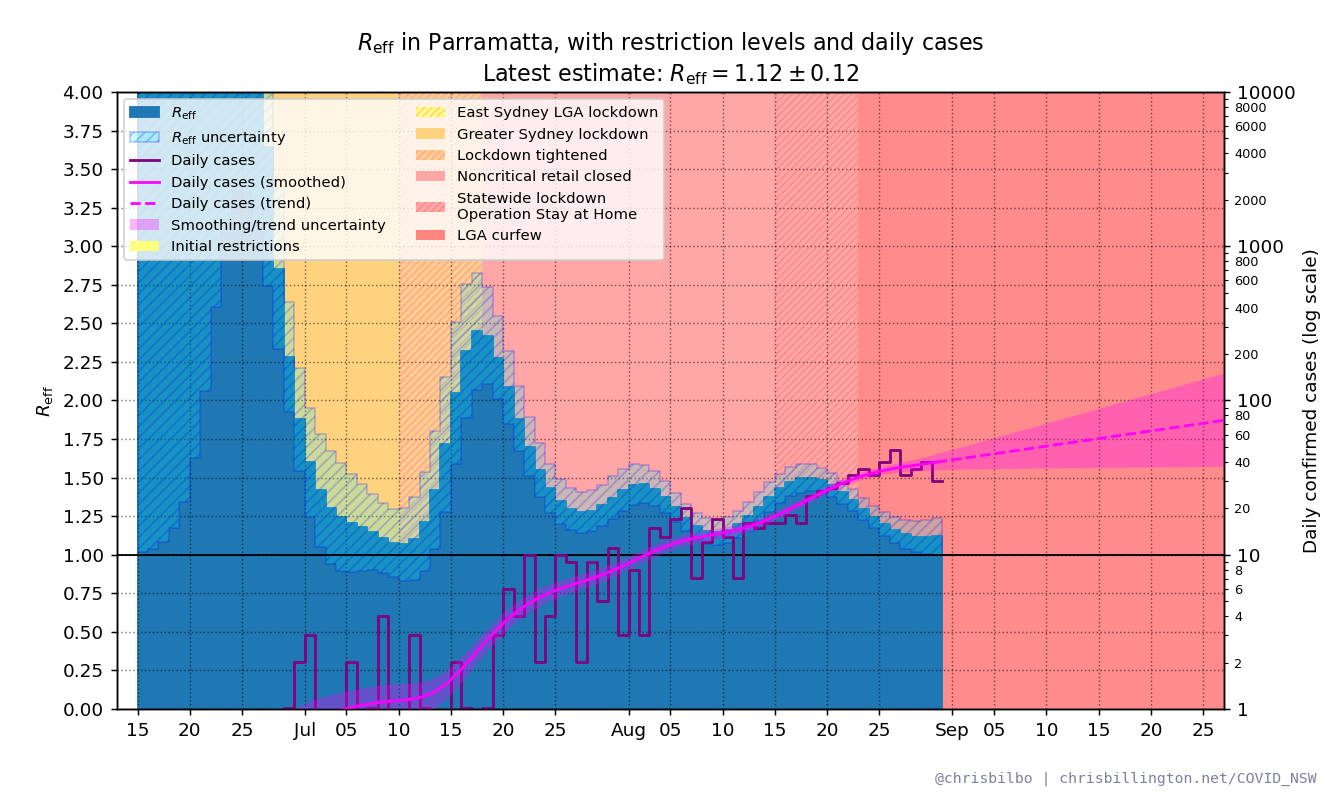 Reff in Parramatta, with restriction levels and daily cases
Latest estimate: Reff = 1.12 ± 0.12
Reff
Reff uncertainty
Daily cases
Daily cases (smoothed)
Daily cases (trend)
Smoothing/trend uncertainty
Initial restrictions
East Sydney LGA lockdown
Greater Sydney lockdown
Lockdown tightened
Noncritical retail closed
Statewide lockdown
Operation Stay at Home
LGA curfew
Reff
4.00
3.75
3.50
3.25
3.00
2.75
2.50
2.25
2.00
1.75
1.50
1.25
1.00
0.75
0.50
0.25
0.00
10000
8000
6000
4000
2000
1000
800
600
400
200
100
80
60
40
20
10
8
6
4
2
1
Daily confirmed cases (log scale)
15 20 25 Jul 05 10 15 20 25 Aug 05 10 15 20 25 Sep 05 10 15 20 25
@chrisbilbo | chrisbillington.net/COVID_NSW